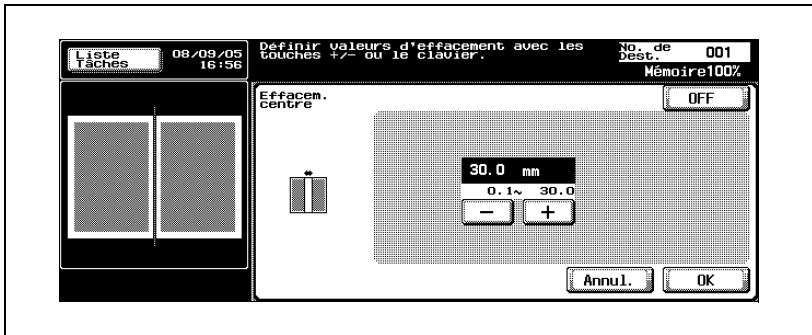 Liste
Tâches
08/09/05
16:56
Définir valeurs d'effacement avec les
touches +/- ou le clavier.
No. de
Dest.
001
Mémoire100%
Effacem.
centre
OFF
30.0 mm
0.1~ 30.0
- +
Annul. OK